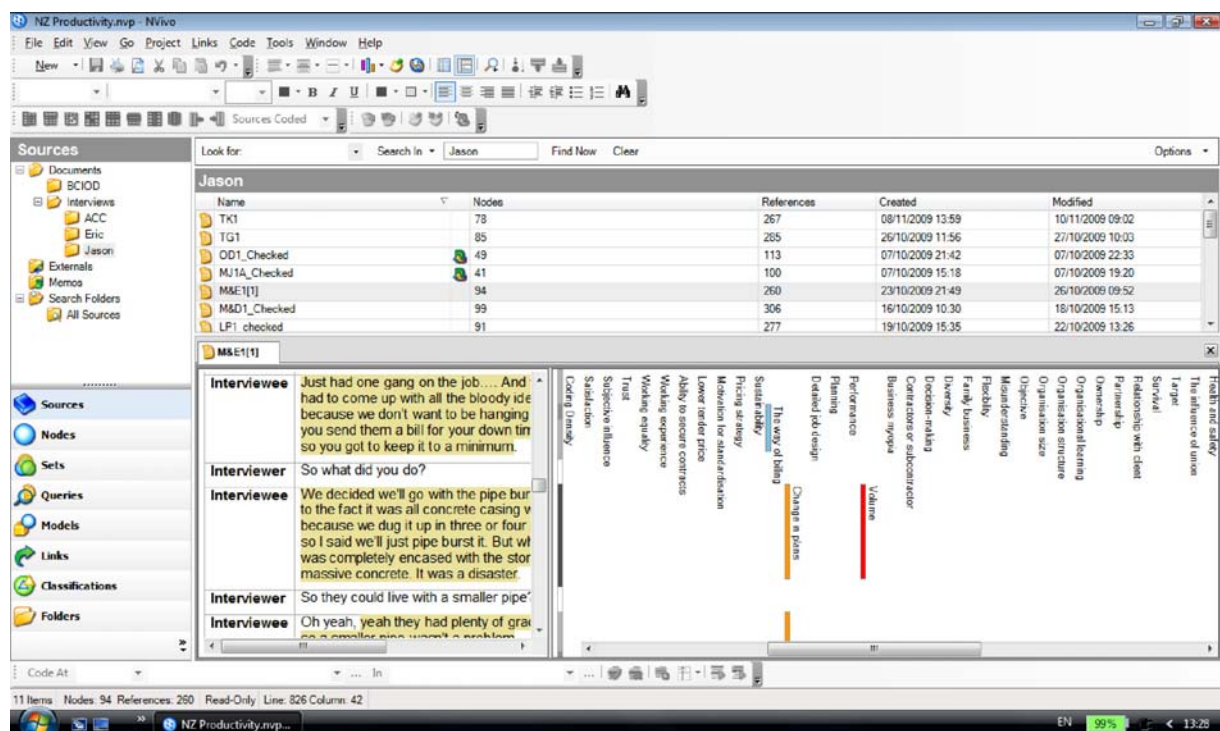 NZ Productivity.nvp - NVivo
File Edit View Go Project Links Code Tools Window Help
New
B I U
Sources Coded
Sources
Look for: Search In Jason Find Now Clear Options
Documents
BCIOD
Interviews
ACC
Eric
Jason
Externals
Memos
Search Folders
All Sources
Jason
Name Nodes References Created Modified
TK1 78 267 08/11/2009 13:59 10/11/2009 09:02
TG1 85 285 26/10/2009 11:56 27/10/2009 10:03
OD1_Checked 49 113 07/10/2009 21:42 07/10/2009 22:33
MJ1A_Checked 41 100 07/10/2009 15:18 07/10/2009 19:20
M&E1[1] 94 260 23/10/2009 21:49 26/10/2009 09:52
M&D1_Checked 99 306 16/10/2009 10:30 18/10/2009 15:13
LP1_checked 91 277 19/10/2009 15:35 22/10/2009 13:26
Sources
Nodes
Sets
Queries
Models
Links
Classifications
Folders
M&E1[1]
Interviewee Just had one gang on the job.... And
had to come up with all the bloody ide
because we don't want to be hanging
you send them a bill for your down tim
so you got to keep it to a minimum.
Interviewer So what did you do?
Interviewee We decided we'll go with the pipe bur
to the fact it was all concrete casing w
because we dug it up in three or four
so I said we'll just pipe burst it. But wh
was completely encased with the stor
massive concrete. It was a disaster.
Interviewer So they could live with a smaller pipe?
Interviewee Oh yeah, yeah they had plenty of grad
so a smaller pipe wasn't a problem
Coding Density
Satisfaction
Subjective influence
Trust
Working equality
Working experience
Ability to secure contracts
Lower tender price
Motivation for standardisation
Pricing strategy
Sustainability
The way of billing
Change in plans
Detailed job design
Planning
Performance
Volume
Business myopia
Contractors or subcontractor
Decision-making
Diversity
Family business
Flexibility
Misunderstanding
Objective
Organisation size
Organisation structure
Organisational learning
Ownership
Partnership
Relationship with client
Survival
Target
The influence of union
Health and safety
Code At In
11 Items Nodes: 94 References: 260 Read-Only Line: 826 Column: 42
NZ Productivity.nvp... EN 99% 13:28